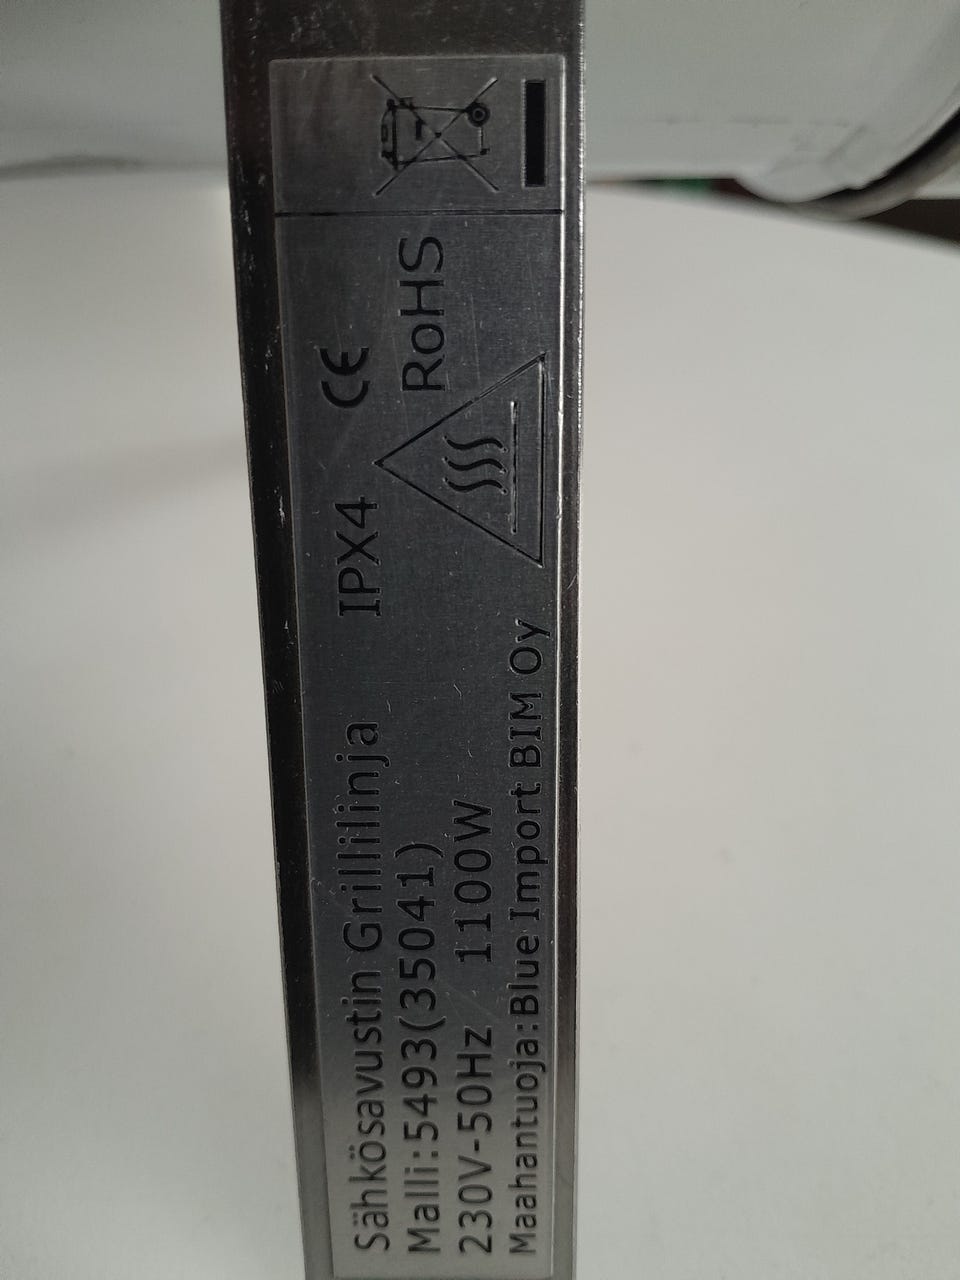 Sähkösavustin Grillilinja IPX4 CE
Malli:5493(35041) RoHS
230V-50Hz 1100W
Maahantuoja:Blue Import BIM Oy